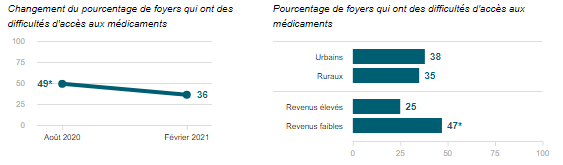 Changement du pourcentage de foyers qui ont des
difficultés d'accès aux médicaments
100
75
50
25
0
49*
36
Août 2020
Février 2021
Pourcentage de foyers qui ont des difficultés d'accès aux
médicaments
Urbains 38
Ruraux 35
Revenus élevés 25
Revenus faibles 47*
0 25 50 75 100